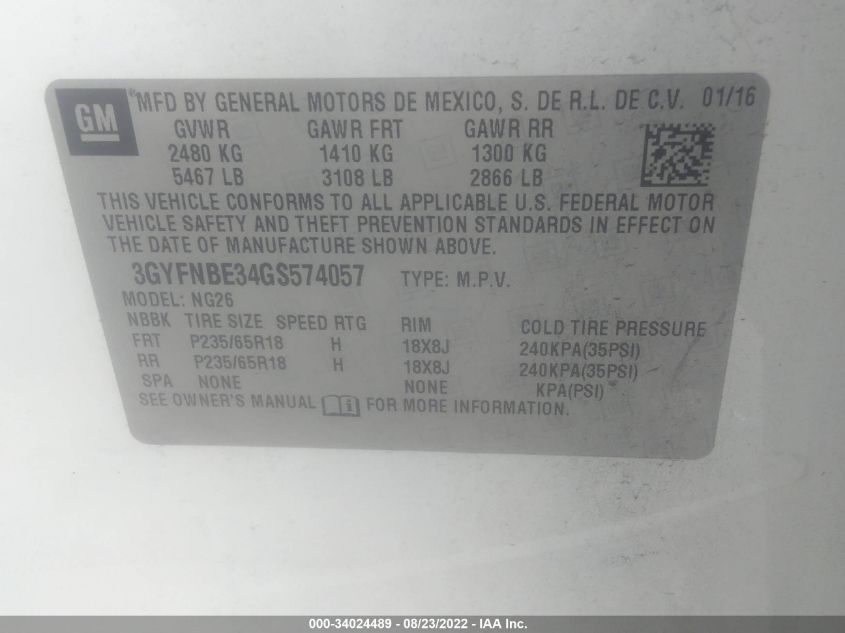 GM ® MFD BY GENERAL MOTORS DE MEXICO, S. DE R.L. DE C.V. 01/16
GVWR GAWR FRT GAWR RR
2480 KG 1410 KG 1300 KG
5467 LB 3108 LB 2866 LB
THIS VEHICLE CONFORMS TO ALL APPLICABLE U.S. FEDERAL MOTOR
VEHICLE SAFETY AND THEFT PREVENTION STANDARDS IN EFFECT ON
THE DATE OF MANUFACTURE SHOWN ABOVE.
3GYFNBE34GS574057 TYPE: M.P.V.
MODEL: NG26
NBBK TIRE SIZE SPEED RTG RIM COLD TIRE PRESSURE
FRT P235/65R18 H 18X8J 240KPA(35PSI)
RR P235/65R18 H 18X8J 240KPA(35PSI)
SPA NONE NONE KPA(PSI)
SEE OWNER'S MANUAL FOR MORE INFORMATION.
000-34024489 - 08/23/2022 - IAA Inc.